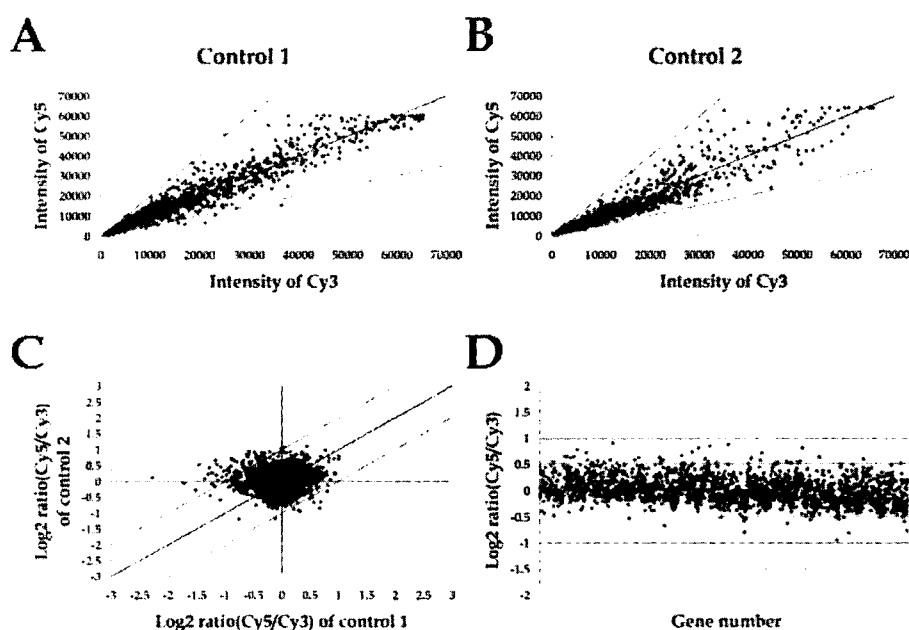 A
B
Control 1
Control 2
70000
60000
50000
40000
30000
20000
10000
0
Intensity of Cy5
0 10000 20000 30000 40000 50000 60000 70000
Intensity of Cy3
70000
60000
50000
40000
30000
20000
10000
0
Intensity of Cy5
0 10000 20000 30000 40000 50000 60000 70000
Intensity of Cy3
C
D
3
2.5
2
1.5
1
0.5
0
-0.5
-1
-1.5
-2
-2.5
-3
Log2 ratio(Cy5/Cy3)
of control 2
-3 -2.5 -2 -1.5 -1 -0.5 0 0.5 1 1.5 2 2.5 3
Log2 ratio(Cy5/Cy3) of control 1
2
1.5
1
0.5
0
-0.5
-1
-1.5
-2
Log2 ratio(Cy5/Cy3)
Gene number